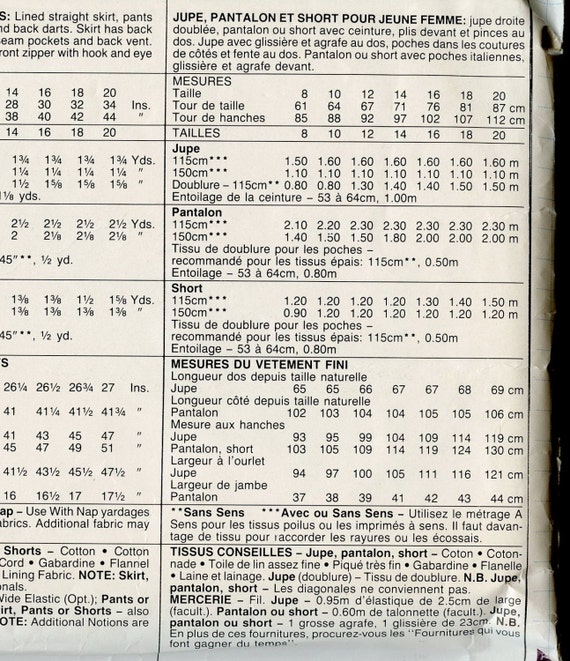 S: Lined straight skirt, pants
nd back darts. Skirt has back
eam pockets and back vent.
ront zipper with hook and eye
14 16 18 20
28 30 32 34 Ins.
38 40 42 44 "
14 16 18 20
1¾ 1¾ 1¾ 1¾ Yds.
1¼ 1¼ 1¼ 1¼ "
1½ 1⅝ 1⅝ 1⅝ "
1⅛ yds.
2½ 2½ 2½ 2½ Yds.
2 2⅛ 2⅛ 2⅛ "
45"**, ½ yd.
1⅜ 1⅜ 1½ 1⅝ Yds.
1⅜ 1⅜ 1⅜ 1⅜ "
45"**, ½ yd.
TS
26¼ 26½ 26¾ 27 Ins.
41 41¼ 41½ 41¾ "
41 43 45 47 "
45 47 49 51 "
41½ 43½ 45½ 47½ "
16 16½ 17 17½ "
ap – Use With Nap yardages
abrics. Additional fabric may
Shorts - Cotton • Cotton
Cord • Gabardine • Flannel
Lining Fabric. NOTE: Skirt,
onals.
Wide Elastic (Opt.); Pants or
irt, Pants or Shorts - also
OTE: Additional Notions are
JUPE, PANTALON ET SHORT POUR JEUNE FEMME: jupe droite
doublée, pantalon ou short avec ceinture, plis devant et pinces au
dos. Jupe avec glissière et agrafe au dos, poches dans les coutures
de côtés et fente au dos. Pantalon ou short avec poches italiennes,
glissière et agrafe devant.
MESURES
Taille 8 10 12 14 16 18 20
Tour de taille 61 64 67 71 76 81 87 cm
Tour de hanches 85 88 92 97 102 107 112 cm
TAILLES 8 10 12 14 16 18 20
Jupe
115cm*** 1.50 1.60 1.60 1.60 1.60 1.60 1.60 m
150cm*** 1.10 1.10 1.10 1.10 1.10 1.10 1.10 m
Doublure - 115cm** 0.80 0.80 1.30 1.40 1.40 1.50 1.50 m
Entoilage de la ceinture - 53 à 64cm, 1.00m
Pantalon
115cm*** 2.10 2.20 2.30 2.30 2.30 2.30 2.30 m
150cm*** 1.40 1.50 1.50 1.80 2.00 2.00 2.00 m
Tissu de doublure pour les poches –
recommandé pour les tissus épais: 115cm**, 0.50m
Entoilage – 53 à 64cm, 0.80m
Short
115cm*** 1.20 1.20 1.20 1.20 1.30 1.40 1.50 m
150cm*** 0.90 1.20 1.20 1.20 1.20 1.20 1.20 m
Tissu de doublure pour les poches –
recommandé pour les tissus épais: 115cm**, 0.50m
Entoilage – 53 à 64cm, 0.80m
MESURES DU VETEMENT FINI
Longueur dos depuis taille naturelle
Jupe 65 65 66 67 67 68 69 cm
Longueur côté depuis taille naturelle
Pantalon 102 103 104 104 105 105 106 cm
Mesure aux hanches
Jupe 93 95 99 104 109 114 119 cm
Pantalon, short 103 105 109 114 119 124 130 cm
Largeur à l'ourlet
Jupe 94 97 100 105 111 116 121 cm
Largeur de jambe
Pantalon 37 38 39 41 42 43 44 cm
**Sans Sens ***Avec ou Sans Sens - Utilisez le métrage A
Sens pour les tissus poilus ou les imprimés à sens. Il faut davan-
tage de tissu pour raccorder les rayures ou les écossais.
TISSUS CONSEILLES - Jupe, pantalon, short - Coton • Coton-
nade • Toile de lin assez fine • Piqué très fin • Gabardine • Flanelle
• Laine et lainage. Jupe (doublure) - Tissu de doublure. N.B. Jupe,
pantalon, short - Les diagonales ne conviennent pas.
MERCERIE - Fil. Jupe - 0.95m d'élastique de 2.5cm de large
(facult.). Pantalon ou short - 0.60m de talonnette (facult.). Jupe,
pantalon ou short - 1 grosse agrafe, 1 glissière de 23cm. N.B.
En plus de ces fournitures, procurez-vous les "Fournitures qui vous
font gagner du temps".